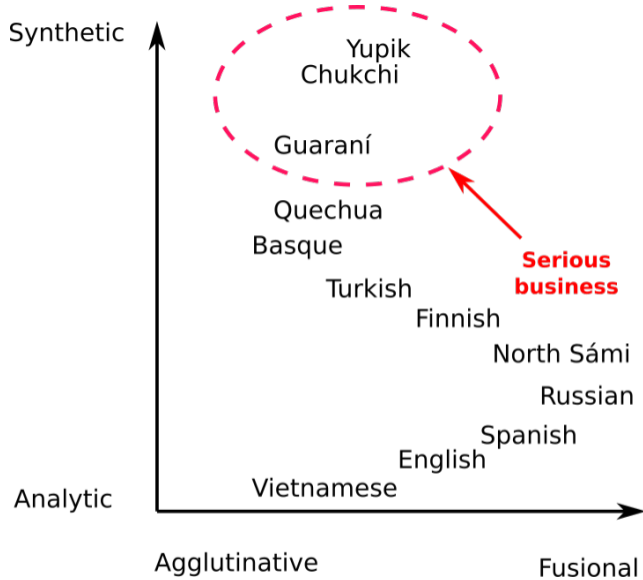 Synthetic
Yupik
Chukchi
Guaraní
Quechua
Basque
Serious
business
Turkish
Finnish
North Sámi
Russian
Spanish
English
Vietnamese
Analytic
Agglutinative
Fusional